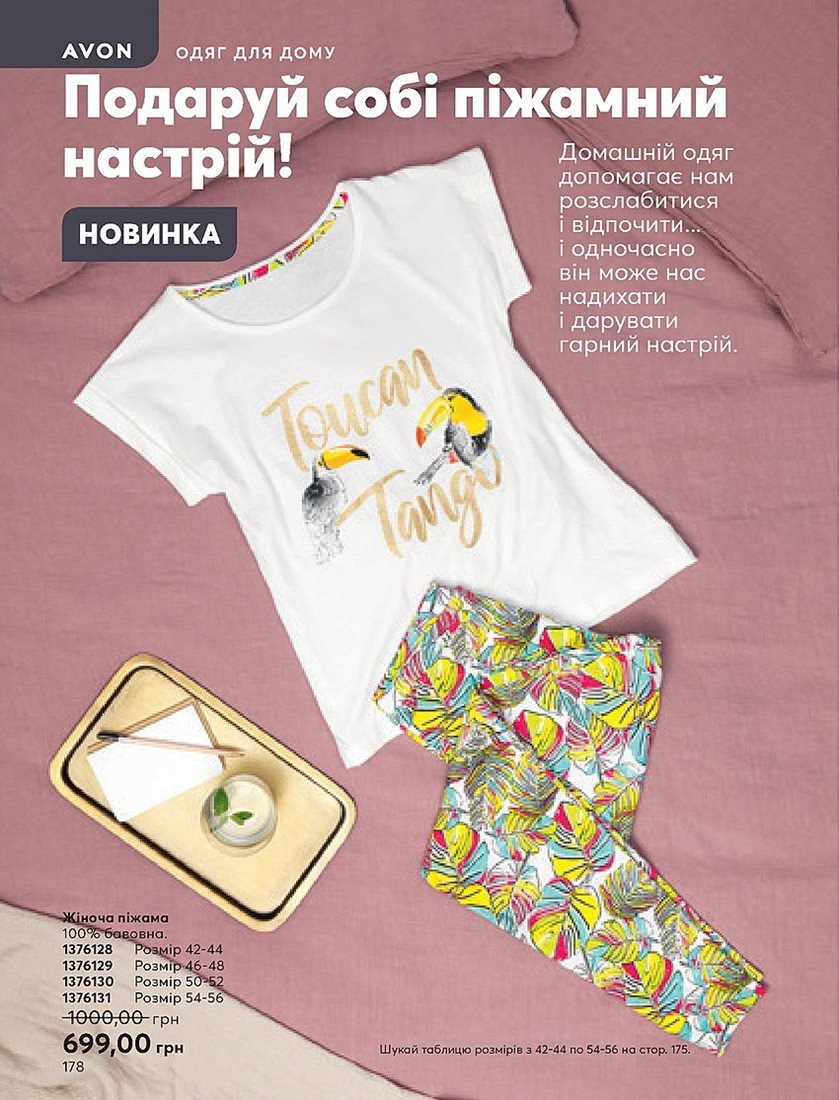 AVON ОДЯГ ДЛЯ ДОМУ
Подаруй собі піжамний
настрій!
НОВИНКА
Домашній одяг
допомагає нам
розслабитися
і відпочити...
і одночасно
він може нас
надихати
і дарувати
гарний настрій.
Toucan
Tango
Жіноча піжама
100% бавовна.
1376128 Розмір 42-44
1376129 Розмір 46-48
1376130 Розмір 50-52
1376131 Розмір 54-56
1000,00 грн
699,00 грн
178
Шукай таблицю розмірів з 42-44 по 54-56 на стор. 175.